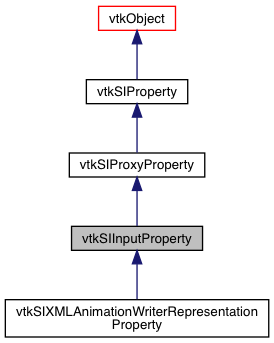 vtkObject
vtkSIProperty
vtkSIProxyProperty
vtkSIInputProperty
vtkSIXMLAnimationWriterRepresentation
Property